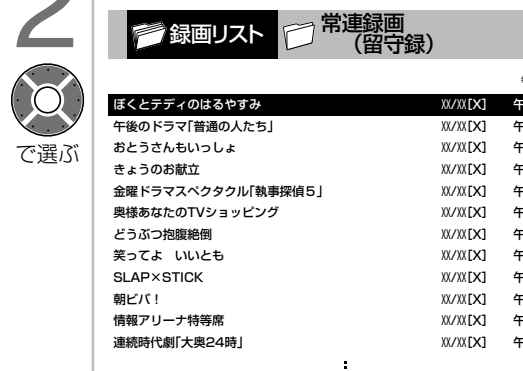 2
録画リスト
常連録画
(留守録)
で選ぶ
ぼくとテディのはるやすみ XX/XX[X] 午
午後のドラマ「普通の人たち」 XX/XX[X] 午
おとうさんもいっしょ XX/XX[X] 午
きょうのお献立 XX/XX[X] 午
金曜ドラマスペクタクル「執事探偵5」 XX/XX[X] 午
奥様あなたのTVショッピング XX/XX[X] 午
どうぶつ抱腹絶倒 XX/XX[X] 午
笑ってよ いいとも XX/XX[X] 午
SLAP×STICK XX/XX[X] 午
朝ビバ! XX/XX[X] 午
情報アリーナ特等席 XX/XX[X] 午
連続時代劇「大奥24時」 XX/XX[X] 午